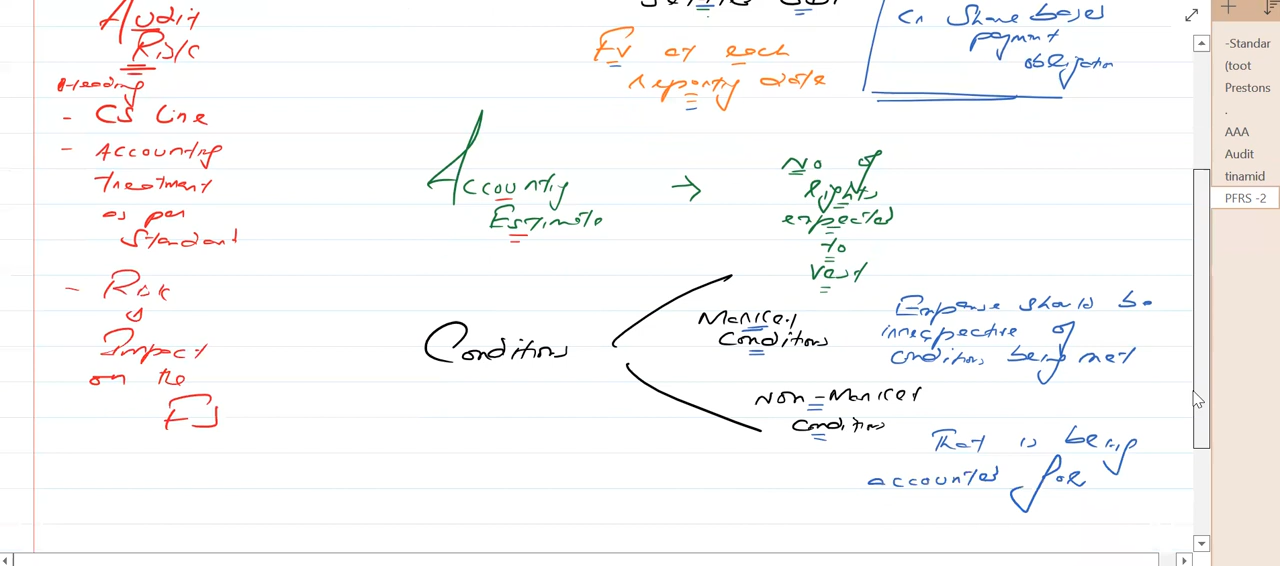 Audit
Risk
Heading
- CS Line
- Accounting
Treatment
as per
Standard
- Risk
Impact
on the
FS
FV at each
reporting date
Cr Share based
payment
obligation
Accounting
Estimate
→
No of
rights
expected
to
Vest
Conditions
Market
Conditions
Expense should be
irrespective of
conditions being met
Non-Market
Conditions
That is being
accounted for
-Standar
(toot
Prestons
.
AAA
Audit
tinamid
PFRS -2